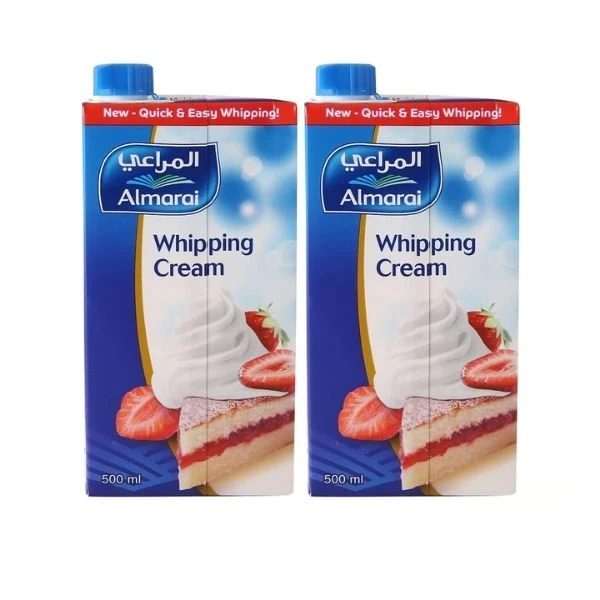 New - Quick & Easy Whipping!
المراعي
Almarai
Whipping
Cream
500 ml
New - Quick & Easy Whipping!
المراعي
Almarai
Whipping
Cream
500 ml